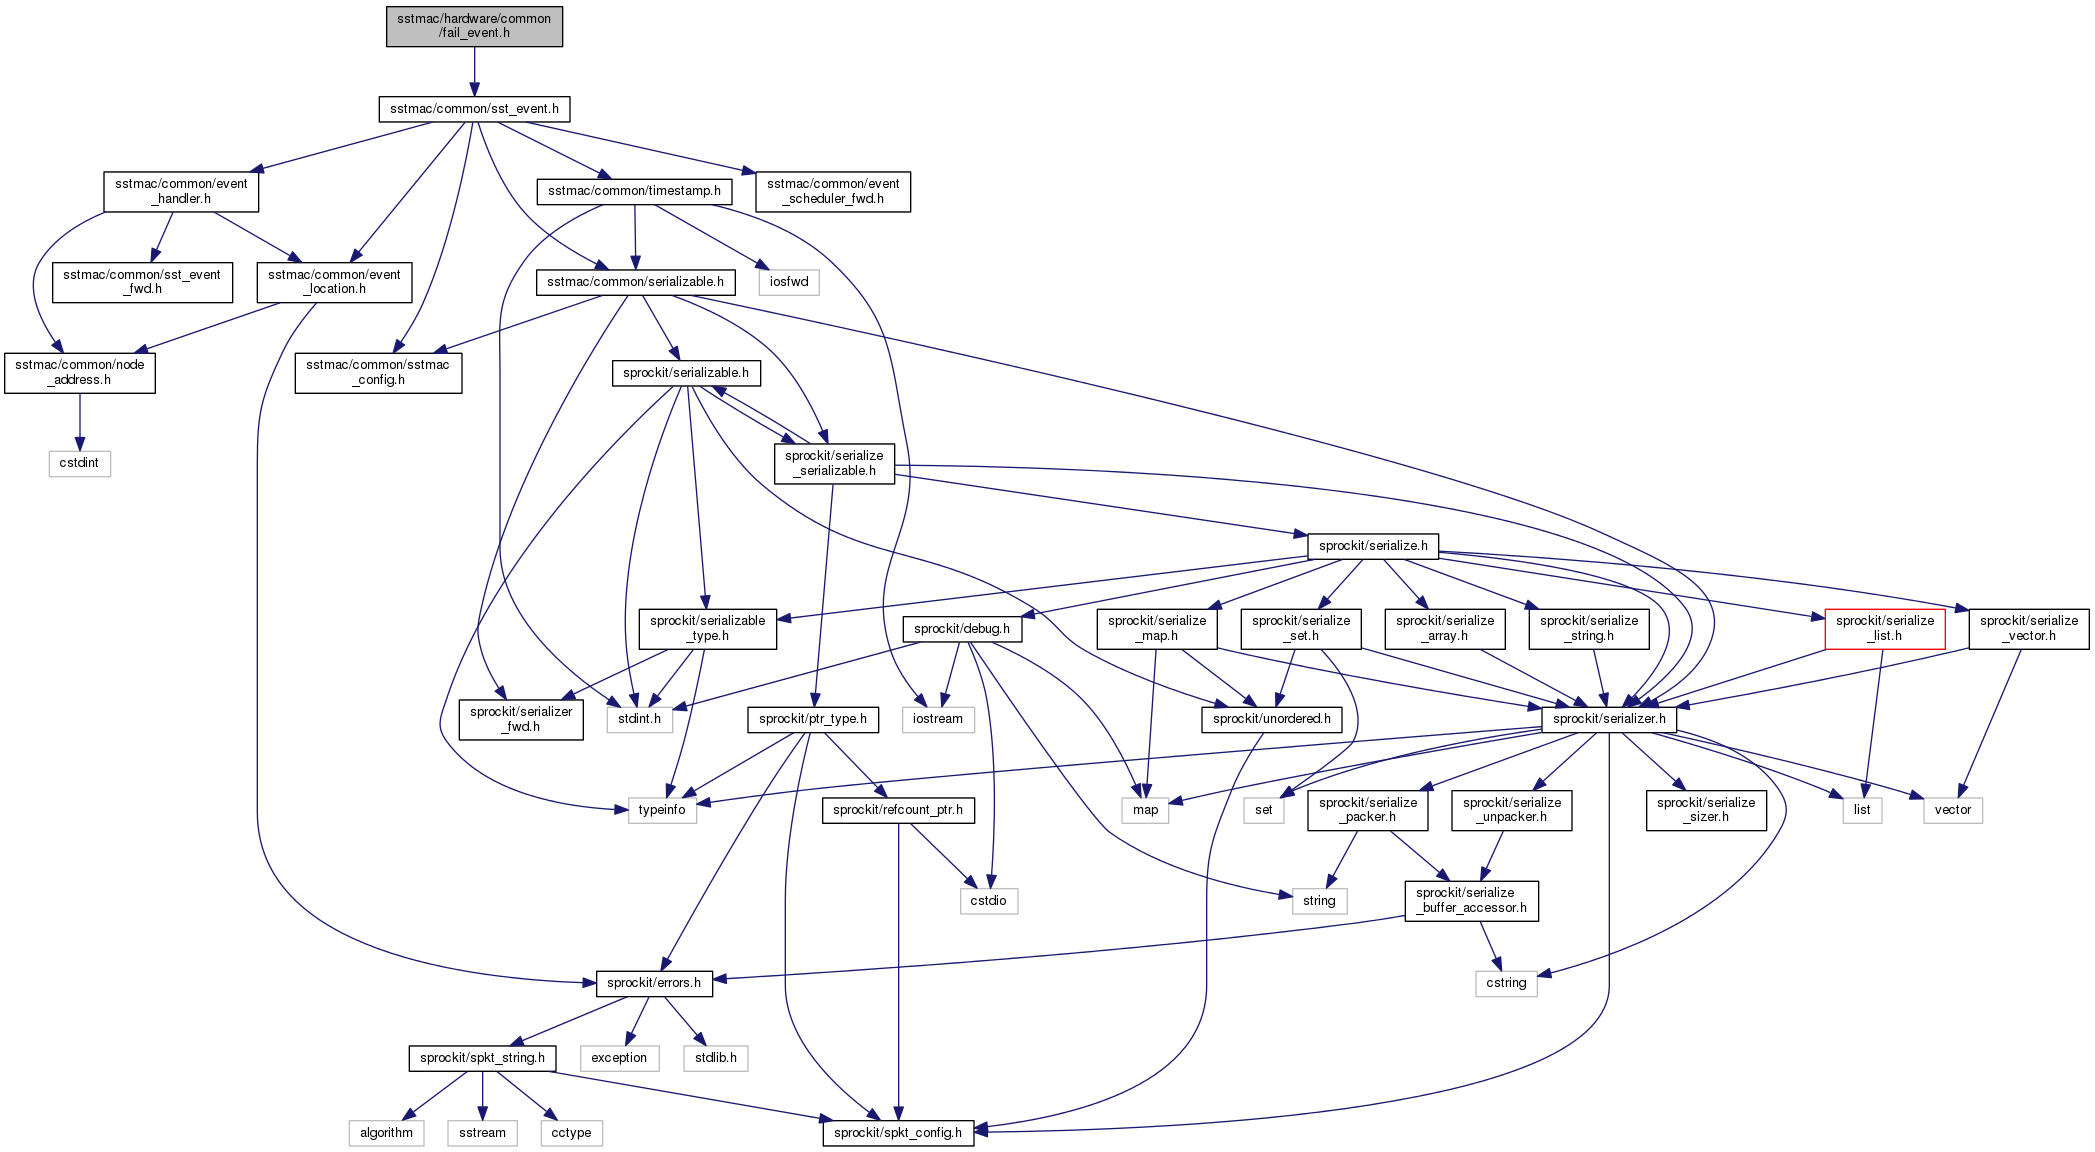 sstmac/hardware/common
/fail_event.h
sstmac/common/sst_event.h
sstmac/common/event
_handler.h
sstmac/common/timestamp.h
sstmac/common/event
_scheduler_fwd.h
sstmac/common/sst_event
_fwd.h
sstmac/common/event
_location.h
sstmac/common/serializable.h
iosfwd
sstmac/common/node
_address.h
sstmac/common/sstmac
_config.h
sprockit/serializable.h
cstdint
sprockit/serialize
_serializable.h
sprockit/serialize.h
sprockit/serializable
_type.h
sprockit/debug.h
sprockit/serialize
_map.h
sprockit/serialize
_set.h
sprockit/serialize
_array.h
sprockit/serialize
_string.h
sprockit/serialize
_list.h
sprockit/serialize
_vector.h
sprockit/serializer
_fwd.h
stdint.h
sprockit/ptr_type.h
iostream
sprockit/unordered.h
sprockit/serializer.h
typeinfo
sprockit/refcount_ptr.h
map
set
sprockit/serialize
_packer.h
sprockit/serialize
_unpacker.h
sprockit/serialize
_sizer.h
list
vector
cstdio
string
sprockit/serialize
_buffer_accessor.h
sprockit/errors.h
cstring
sprockit/spkt_string.h
exception
stdlib.h
algorithm
sstream
cctype
sprockit/spkt_config.h